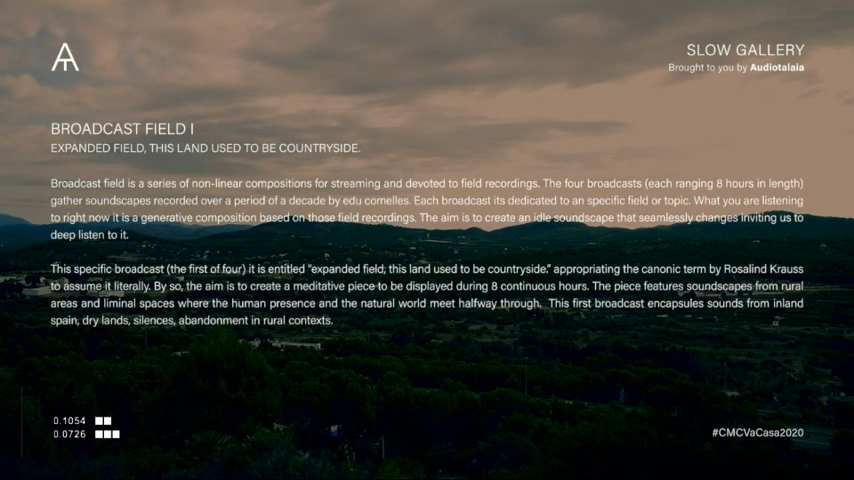 AT
SLOW GALLERY
Brought to you by Audiotalaia
BROADCAST FIELD I
EXPANDED FIELD, THIS LAND USED TO BE COUNTRYSIDE.
Broadcast field is a series of non-linear compositions for streaming and devoted to field recordings. The four broadcasts (each ranging 8 hours in length)
gather soundscapes recorded over a period of a decade by edu comelles. Each broadcast its dedicated to an specific field or topic. What you are listening
to right now it is a generative composition based on those field recordings. The aim is to create an idle soundscape that seamlessly changes inviting us to
deep listen to it.
This specific broadcast (the first of four) it is entitled "expanded field; this land used to be countryside." appropriating the canonic term by Rosalind Krauss
to assume it literally. By so, the aim is to create a meditative piece to be displayed during 8 continuous hours. The piece features soundscapes from rural
areas and liminal spaces where the human presence and the natural world meet halfway through. This first broadcast encapsules sounds from inland
spain, dry lands, silences, abandonment in rural contexts.
0.1054
0.0726
#CMCVaCasa2020